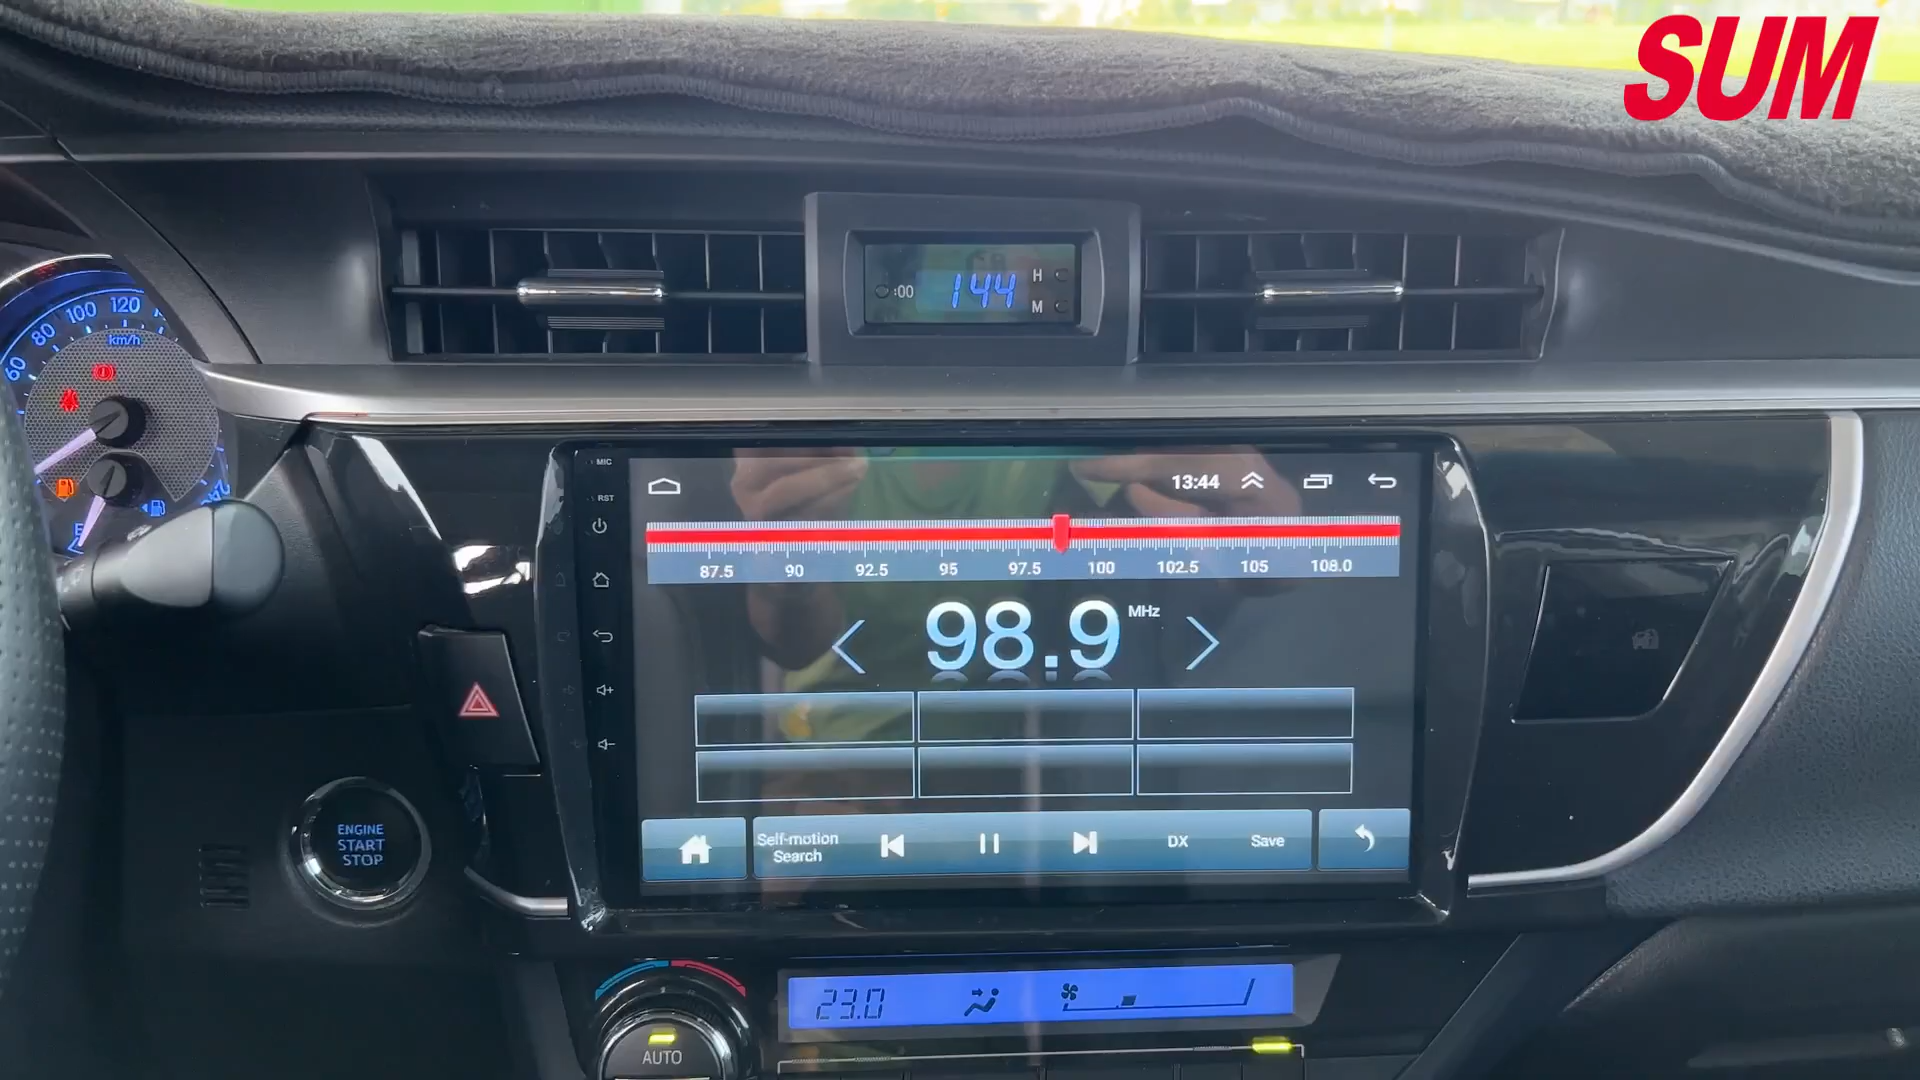 SUM
:00
144
H
M
60
80
100
120
km/h
E
MIC
RST
13:44
87.5 90 92.5 95 97.5 100 102.5 105 108.0
98.9 MHz
ENGINE
START
STOP
Self-motion
Search
DX
Save
23.0
AUTO